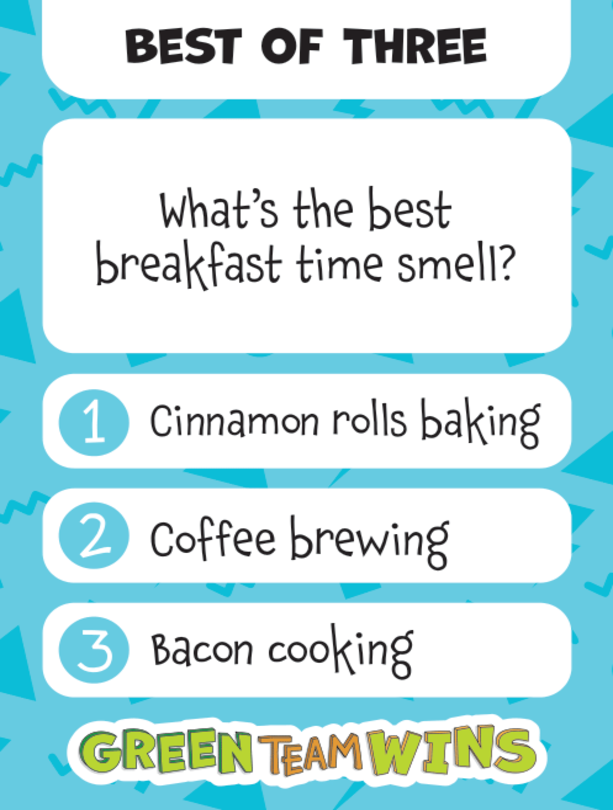 BEST OF THREE
What's the best
breakfast time smell?
1 Cinnamon rolls baking
2 Coffee brewing
3 Bacon cooking
GREEN TEAM WINS